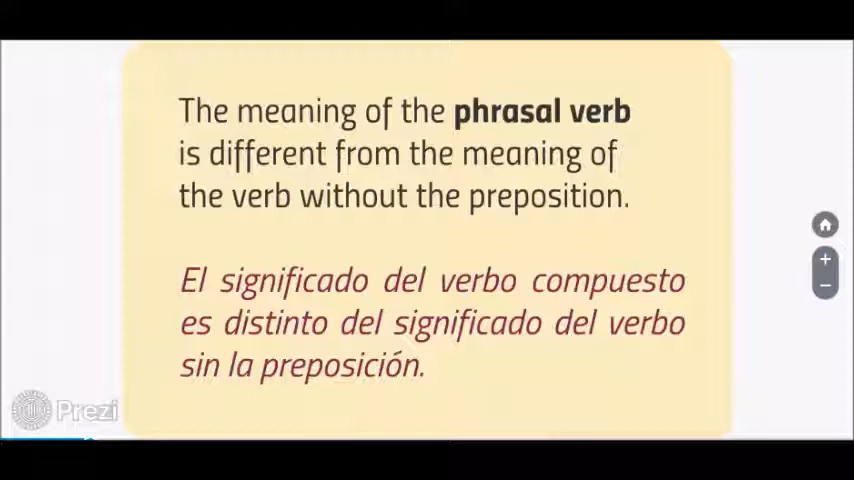 The meaning of the phrasal verb
is different from the meaning of
the verb without the preposition.
El significado del verbo compuesto
es distinto del significado del verbo
sin la preposición.
Prezi